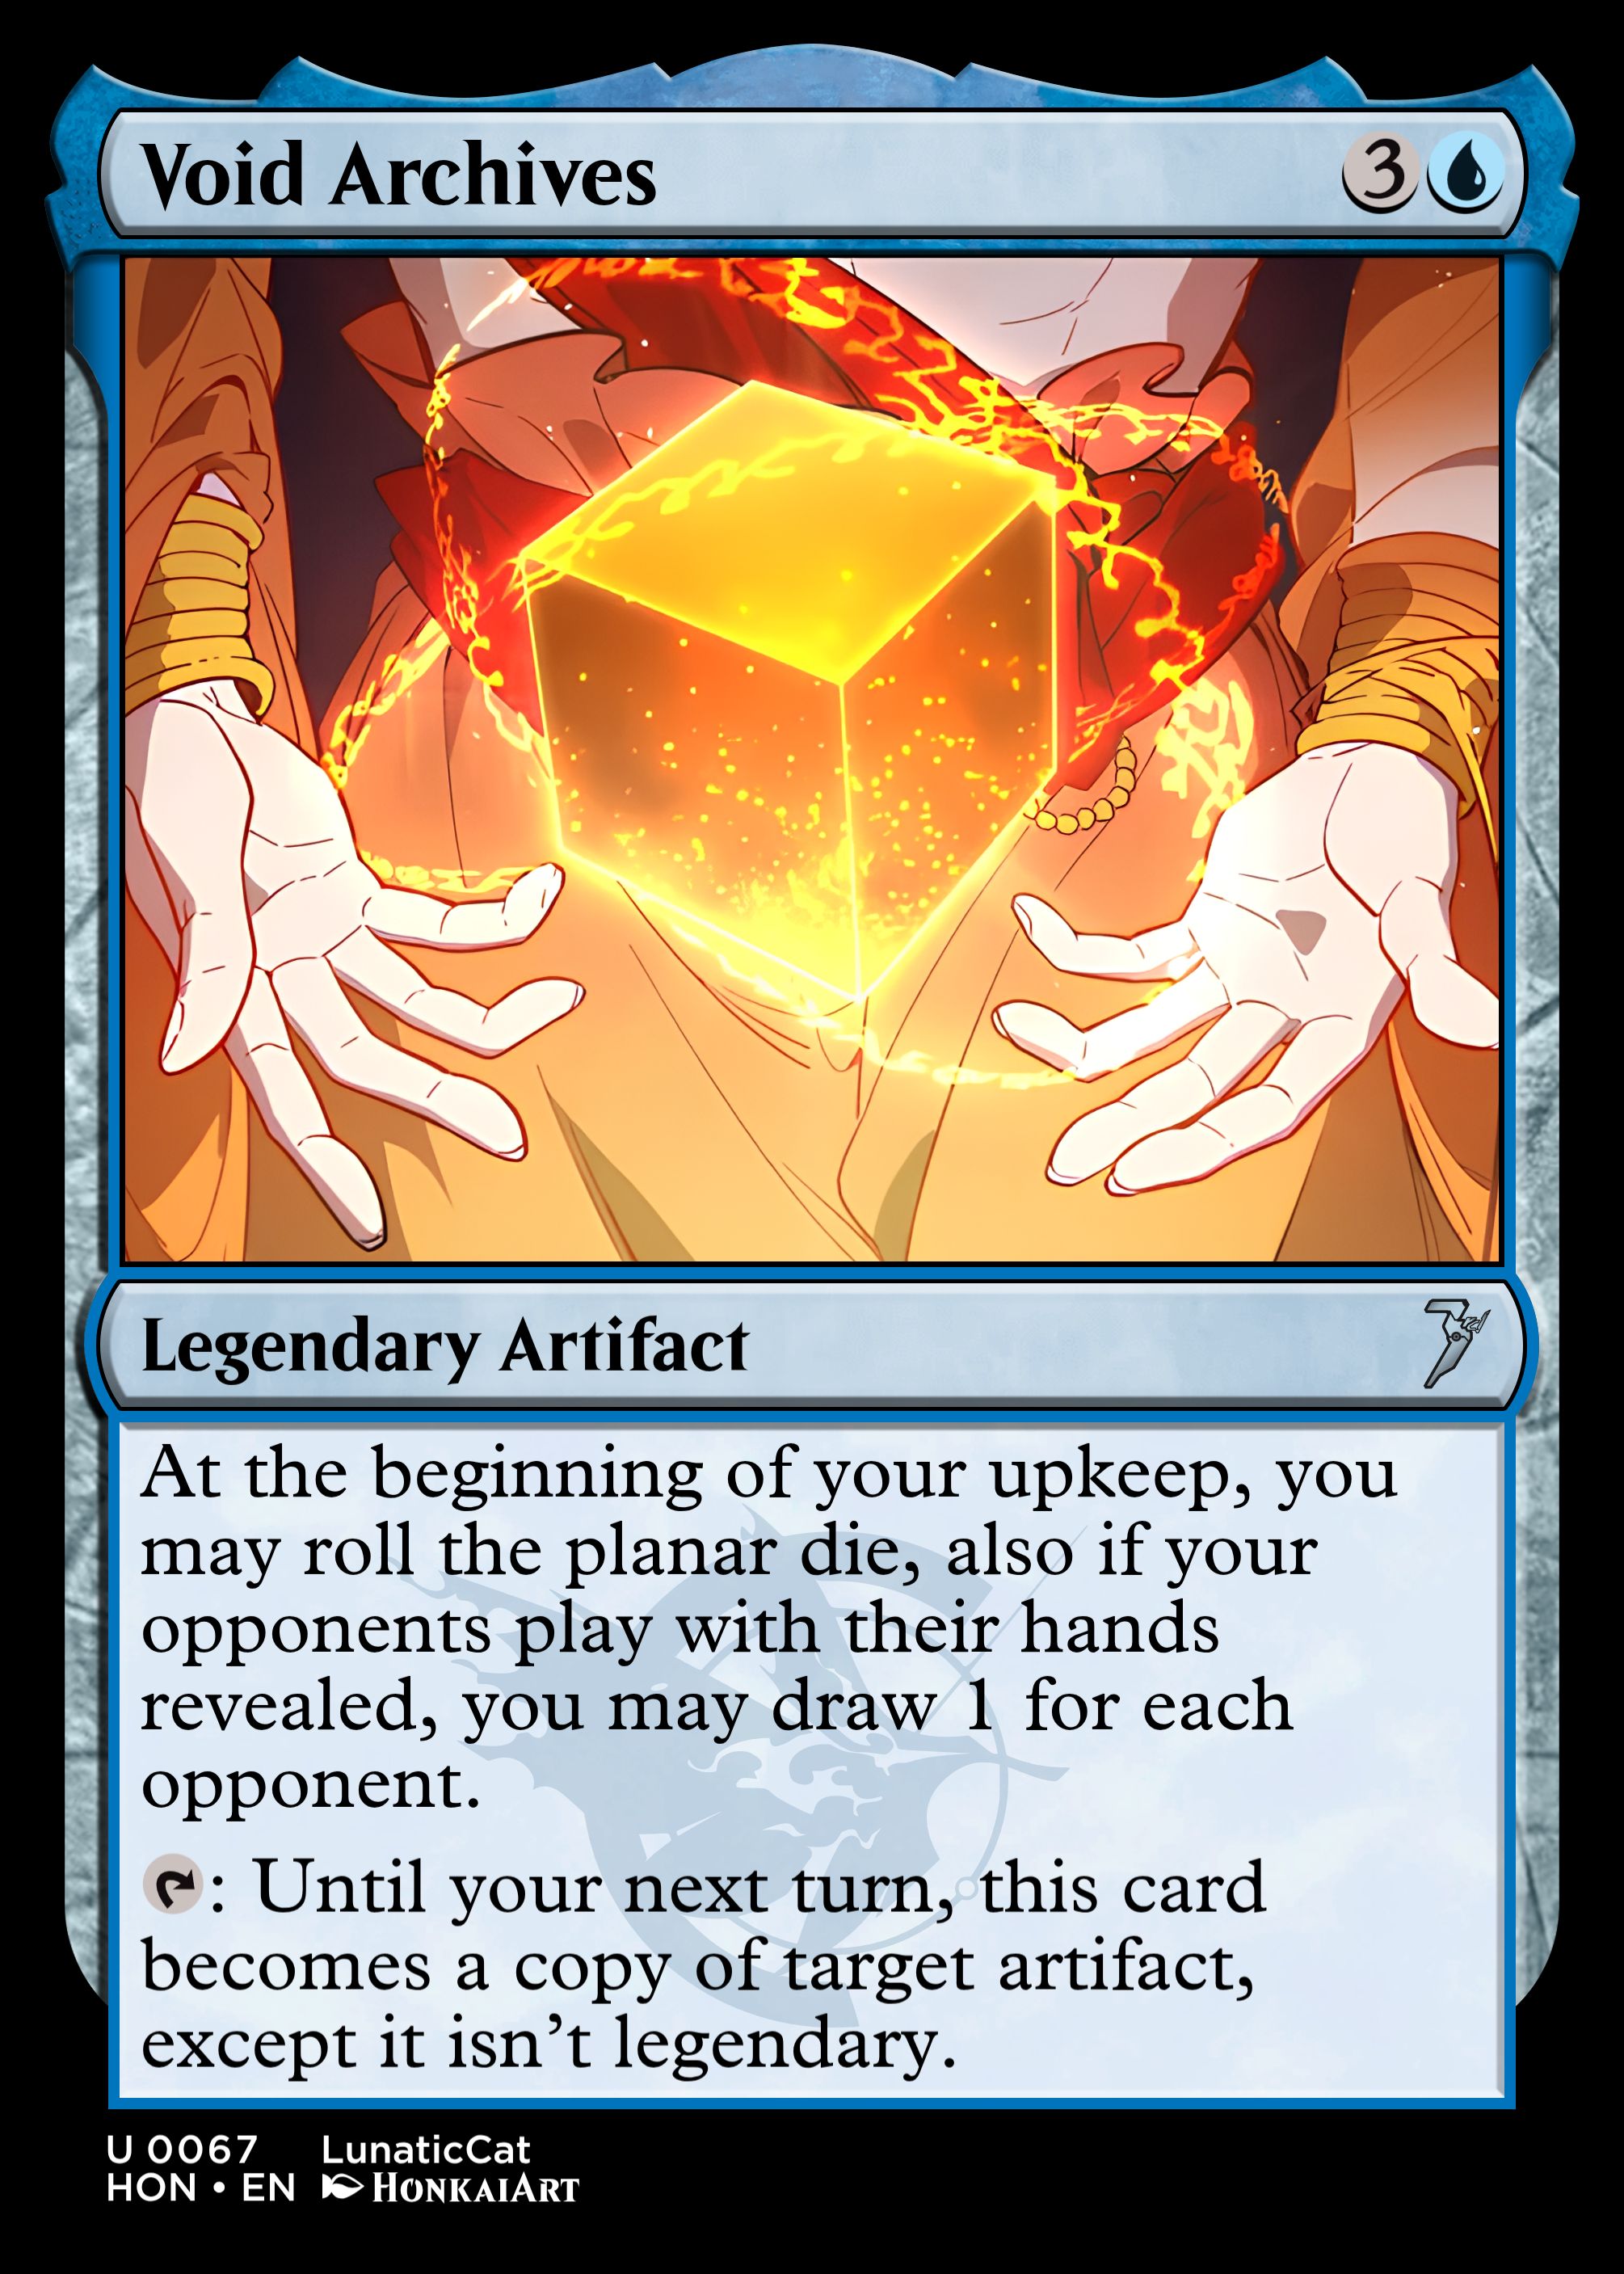 Void Archives 3
Legendary Artifact
At the beginning of your upkeep, you
may roll the planar die, also if your
opponents play with their hands
revealed, you may draw 1 for each
opponent.
: Until your next turn, this card
becomes a copy of target artifact,
except it isn't legendary.
U 0067 LunaticCat
HON • EN HonkaiArt